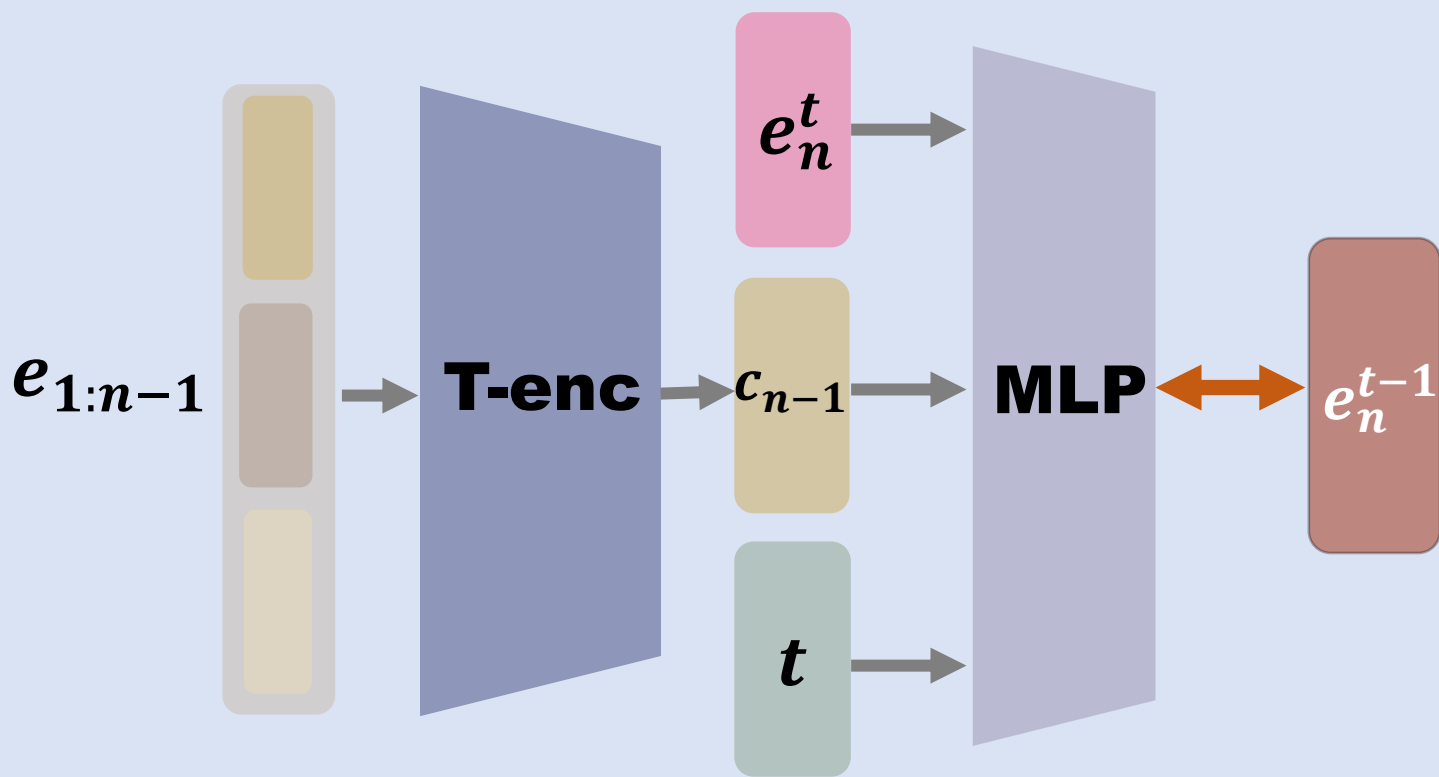 e_{1:n-1}
T-enc
e_n^t
c_{n-1}
t
MLP
e_n^{t-1}